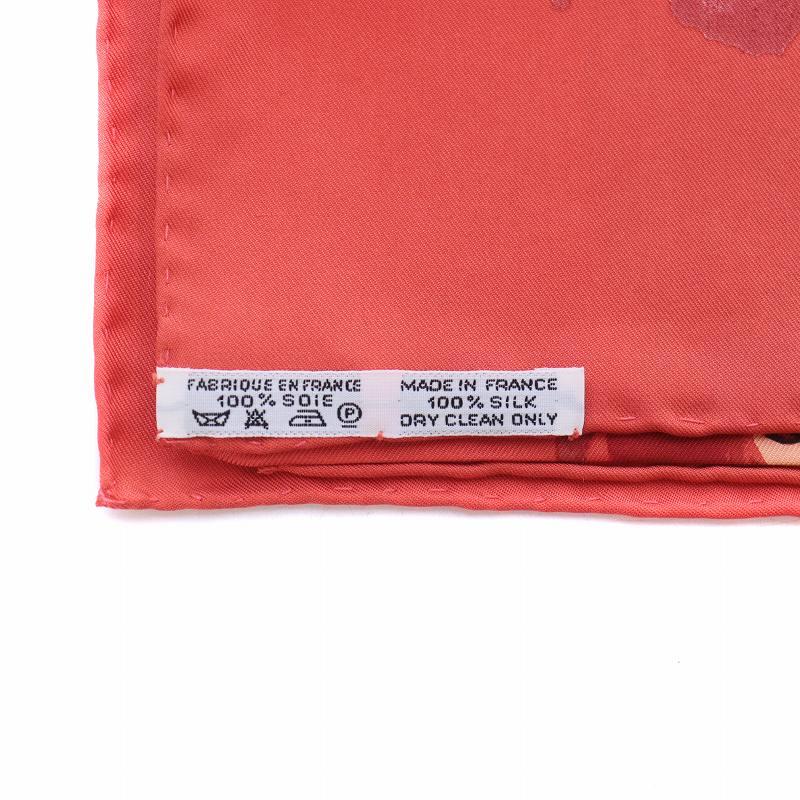 FABRIQUE EN FRANCE
100% SOIE
P
MADE IN FRANCE
100% SILK
DRY CLEAN ONLY